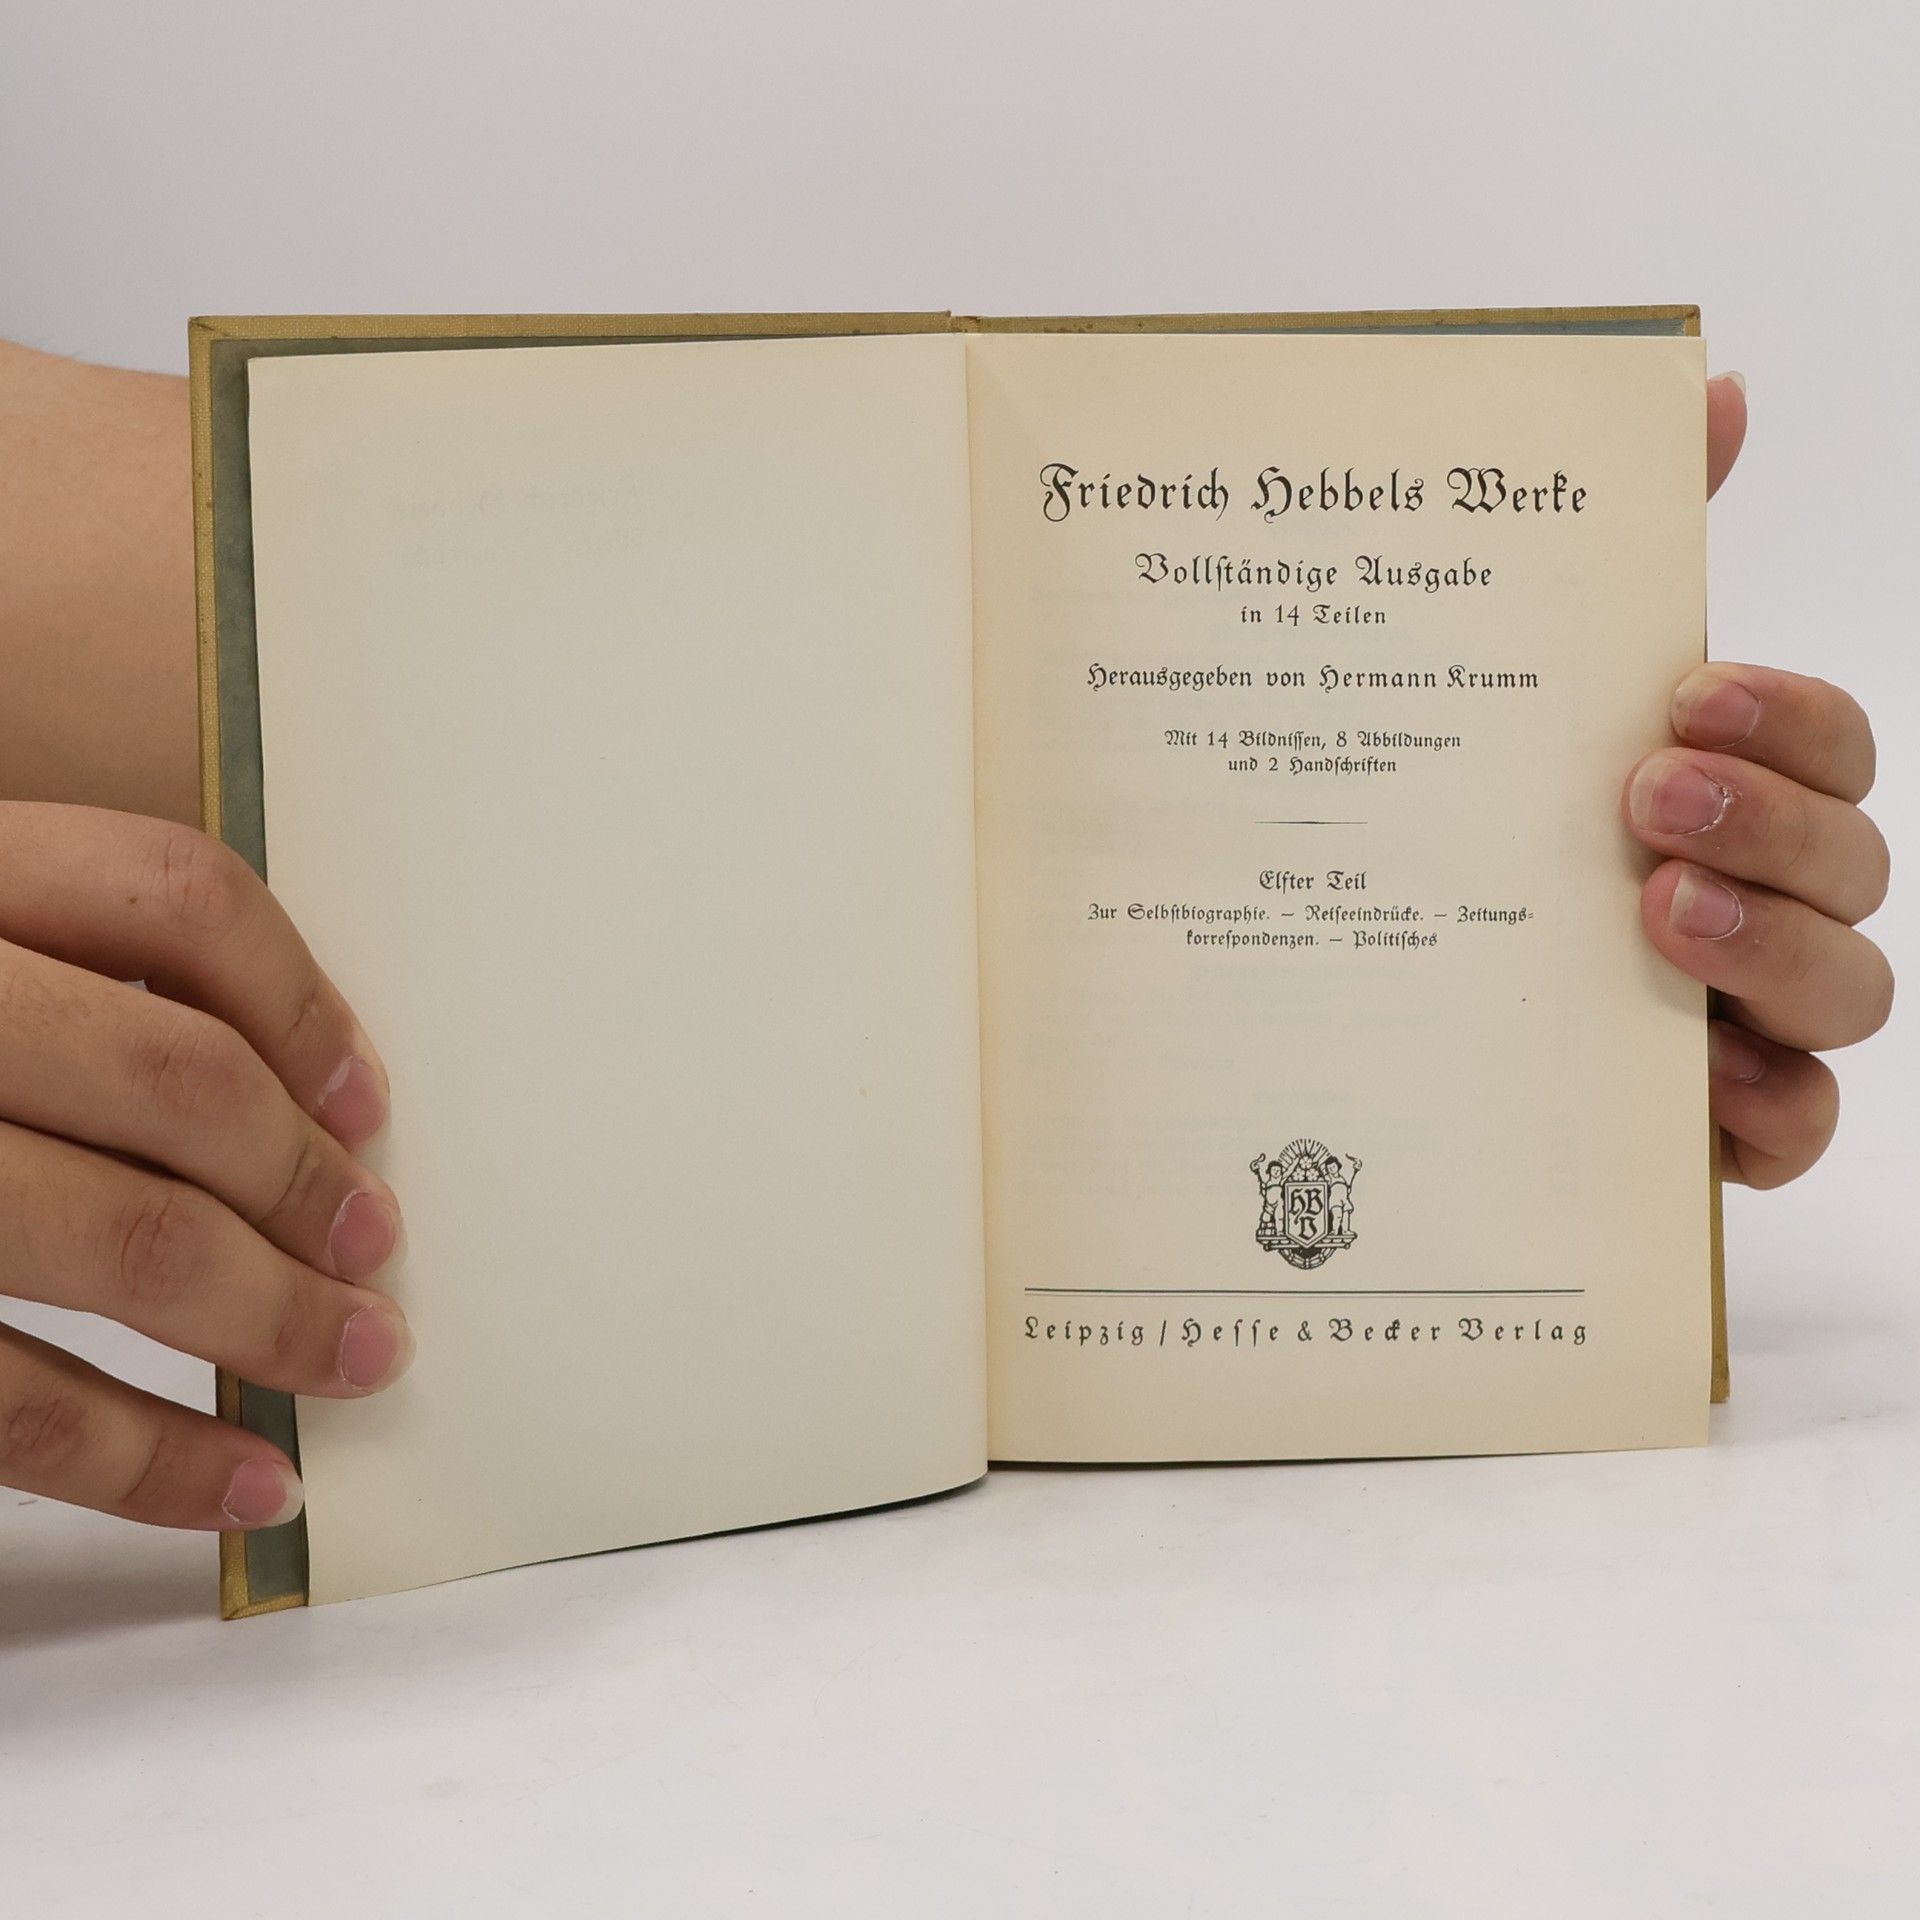 Friedrich Hebbels Werke
Vollſtändige Ausgabe
in 14 Teilen
Herausgegeben von Hermann Krumm
Mit 14 Bildniſſen, 8 Abbildungen
und 2 Handſchriften
Elfter Teil
Zur Selbſtbiographie. — Reiſeeindrücke. — Zeitungs⸗
korreſpondenzen. — Politiſches
HB
V
Leipzig / Heſſe & Becker Verlag